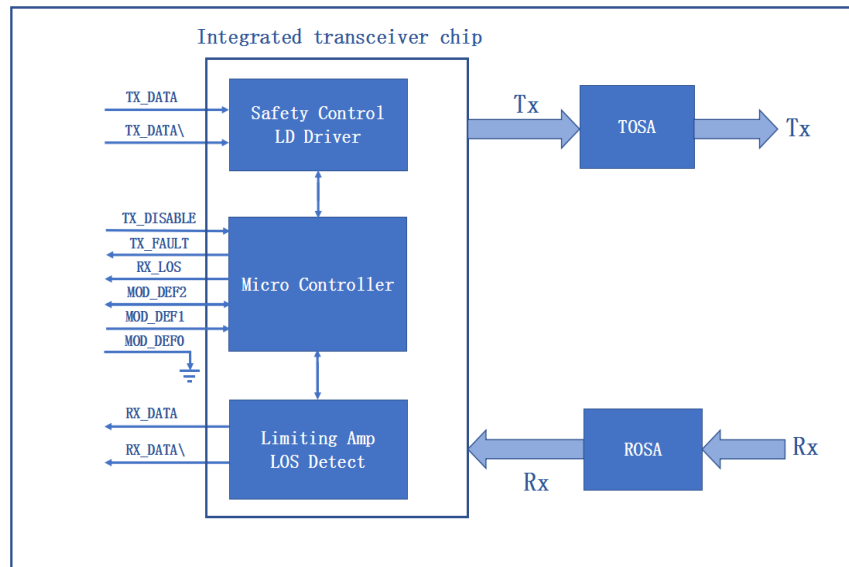 Integrated transceiver chip
TX_DATA
TX_DATA\
Safety Control
LD Driver
Tx
TOSA
Tx
TX_DISABLE
TX_FAULT
RX_LOS
MOD_DEF2
MOD_DEF1
MOD_DEF0
Micro Controller
RX_DATA
RX_DATA\
Limiting Amp
LOS Detect
Rx
ROSA
Rx